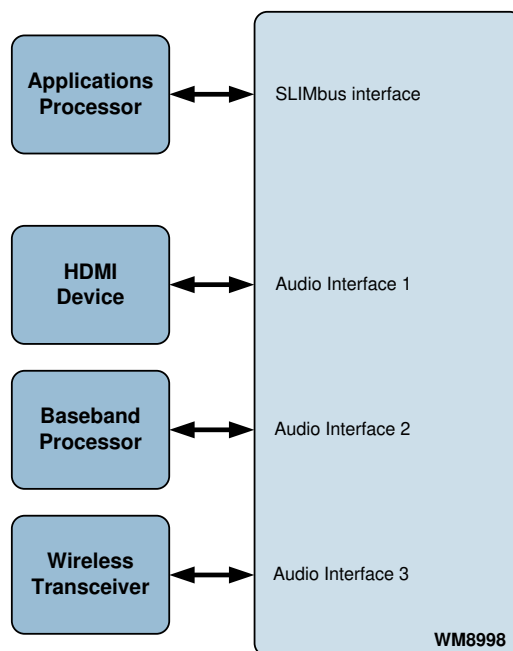 Applications
Processor
SLIMbus interface
HDMI
Device
Audio Interface 1
Baseband
Processor
Audio Interface 2
Wireless
Transceiver
Audio Interface 3
WM8998